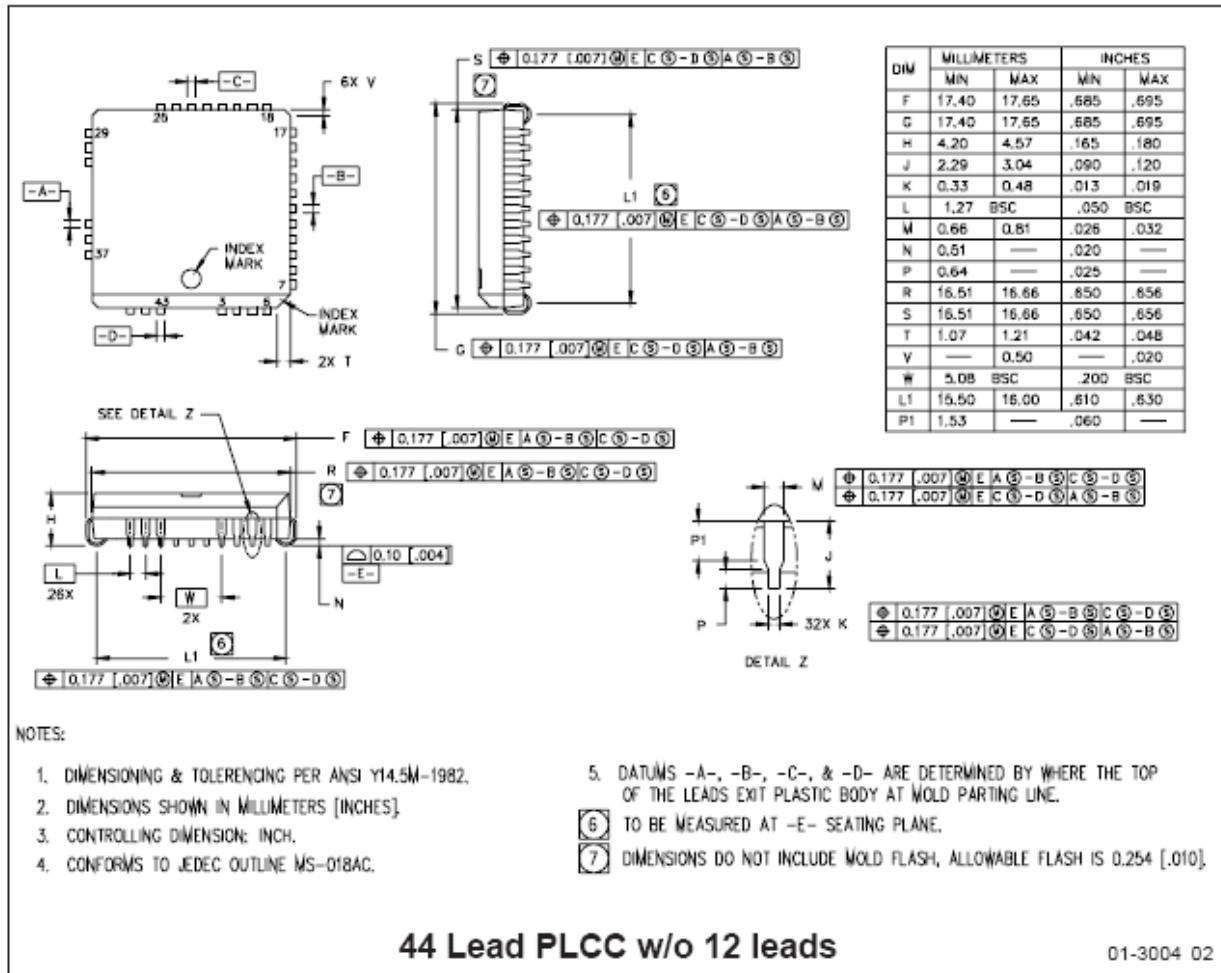 S ⌖ 0.177 [.007] Ⓜ E C Ⓢ -D Ⓢ A Ⓢ -B Ⓢ
7
-C-
6X V
26
18
29
17
-A-
-B-
37
INDEX
MARK
7
43
3
6
-D-
INDEX
MARK
2X T
L1 6
⌖ 0.177 [.007] Ⓜ E C Ⓢ -D Ⓢ A Ⓢ -B Ⓢ
G ⌖ 0.177 [.007] Ⓜ E C Ⓢ -D Ⓢ A Ⓢ -B Ⓢ
DIM MILLIMETERS INCHES
MIN MAX MIN MAX
F 17.40 17.65 .685 .695
G 17.40 17.65 .685 .695
H 4.20 4.57 .165 .180
J 2.29 3.04 .090 .120
K 0.33 0.48 .013 .019
L 1.27 BSC .050 BSC
M 0.66 0.81 .026 .032
N 0.51 — .020 —
P 0.64 — .025 —
R 16.51 16.66 .650 .656
S 16.51 16.66 .650 .656
T 1.07 1.21 .042 .048
V — 0.50 — .020
W 5.08 BSC .200 BSC
L1 15.50 16.00 .610 .630
P1 1.53 — .060 —
SEE DETAIL Z
F ⌖ 0.177 [.007] Ⓜ E A Ⓢ -B Ⓢ C Ⓢ -D Ⓢ
R ⌖ 0.177 [.007] Ⓜ E A Ⓢ -B Ⓢ C Ⓢ -D Ⓢ
7
H
⌓ 0.10 [.004]
-E-
L
26X
W
2X
N
6
L1
⌖ 0.177 [.007] Ⓜ E A Ⓢ -B Ⓢ C Ⓢ -D Ⓢ
M ⌖ 0.177 [.007] Ⓜ E A Ⓢ -B Ⓢ C Ⓢ -D Ⓢ
⌖ 0.177 [.007] Ⓜ E C Ⓢ -D Ⓢ A Ⓢ -B Ⓢ
P1
J
P
32X K
⌖ 0.177 [.007] Ⓜ E A Ⓢ -B Ⓢ C Ⓢ -D Ⓢ
⌖ 0.177 [.007] Ⓜ E C Ⓢ -D Ⓢ A Ⓢ -B Ⓢ
DETAIL Z
NOTES:
1. DIMENSIONING & TOLERENCING PER ANSI Y14.5M-1982.
2. DIMENSIONS SHOWN IN MILLIMETERS [INCHES].
3. CONTROLLING DIMENSION: INCH.
4. CONFORMS TO JEDEC OUTLINE MS-018AC.
5. DATUMS -A-, -B-, -C-, & -D- ARE DETERMINED BY WHERE THE TOP
OF THE LEADS EXIT PLASTIC BODY AT MOLD PARTING LINE.
6 TO BE MEASURED AT -E- SEATING PLANE.
7 DIMENSIONS DO NOT INCLUDE MOLD FLASH, ALLOWABLE FLASH IS 0.254 [.010].
44 Lead PLCC w/o 12 leads
01-3004 02